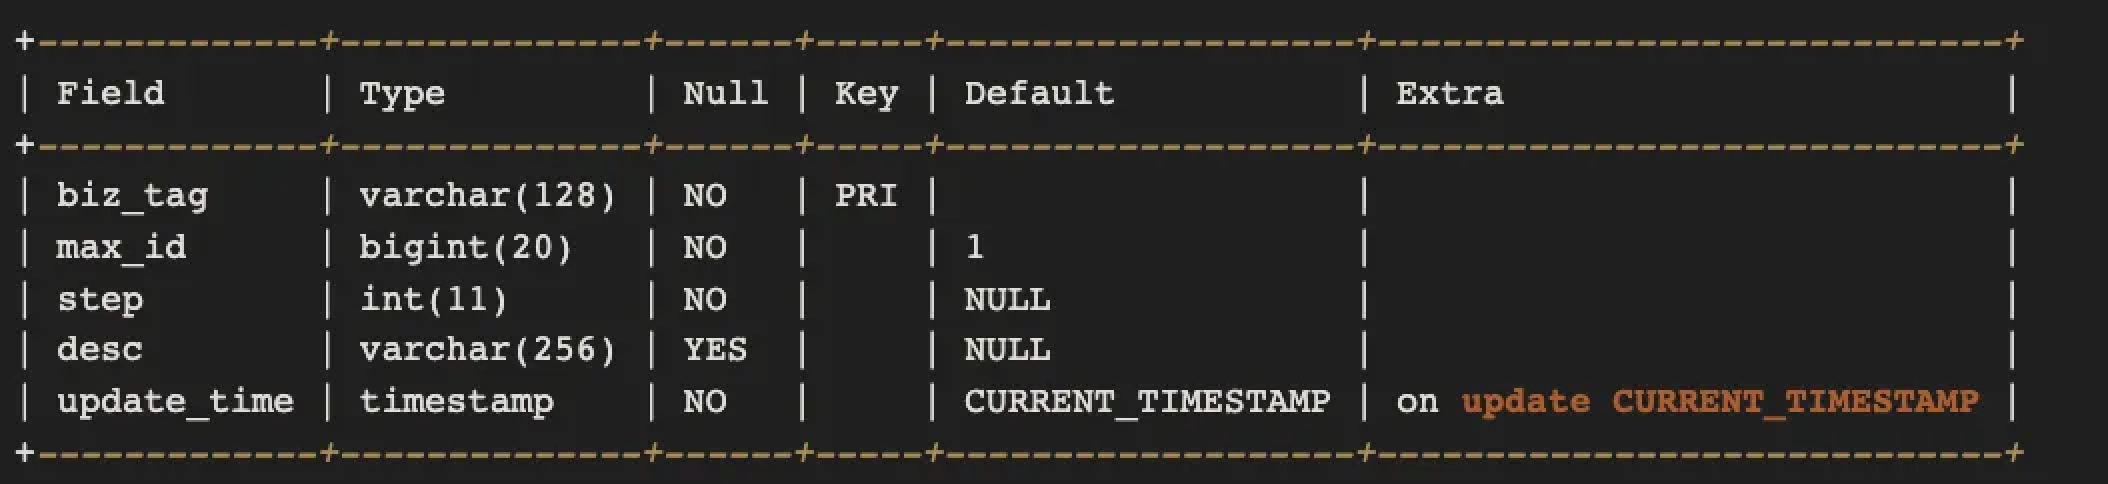 +-------------+--------------+------+-----+-------------------+-----------------------------+
| Field       | Type         | Null | Key | Default           | Extra                       |
+-------------+--------------+------+-----+-------------------+-----------------------------+
| biz_tag     | varchar(128) | NO   | PRI |                   |                             |
| max_id      | bigint(20)   | NO   |     | 1                 |                             |
| step        | int(11)      | NO   |     | NULL              |                             |
| desc        | varchar(256) | YES  |     | NULL              |                             |
| update_time | timestamp    | NO   |     | CURRENT_TIMESTAMP | on update CURRENT_TIMESTAMP |
+-------------+--------------+------+-----+-------------------+-----------------------------+